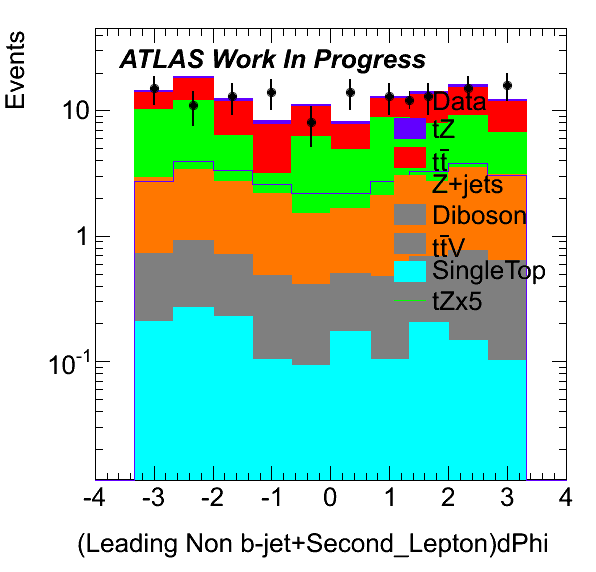 Events
ATLAS Work In Progress
10
1
10-1
Data
tZ
tt̄
Z+jets
Diboson
tt̄V
SingleTop
tZx5
-4 -3 -2 -1 0 1 2 3 4
(Leading Non b-jet+Second_Lepton)dPhi